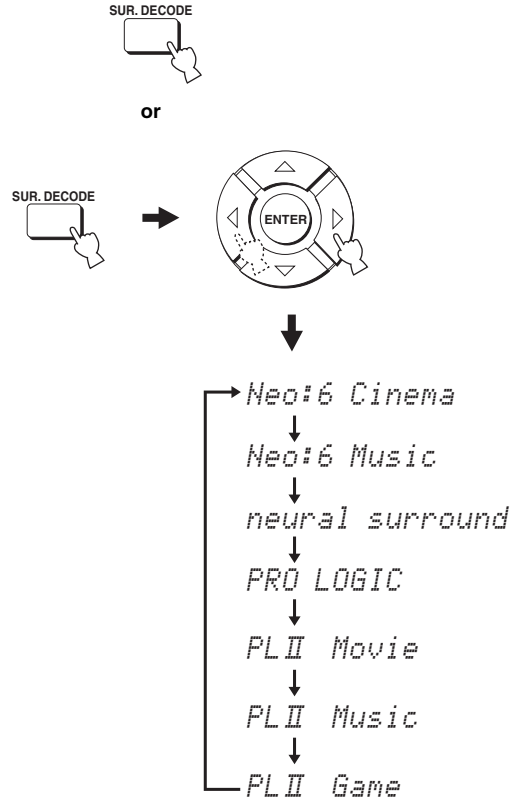 SUR. DECODE
or
SUR. DECODE
ENTER
Neo:6 Cinema
Neo:6 Music
neural surround
PRO LOGIC
PLII Movie
PLII Music
PLII Game